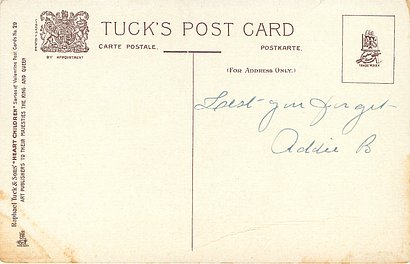 TUCK'S POST CARD
CARTE POSTALE.
POSTKARTE.
BY APPOINTMENT
TRADE MARK
(FOR ADDRESS ONLY.)
Lest you forget
Addie B
Raphael Tuck & Sons' "HEART CHILDREN" Series of Valentine Post Cards No. 29
ART PUBLISHERS TO THEIR MAJESTIES THE KING AND QUEEN